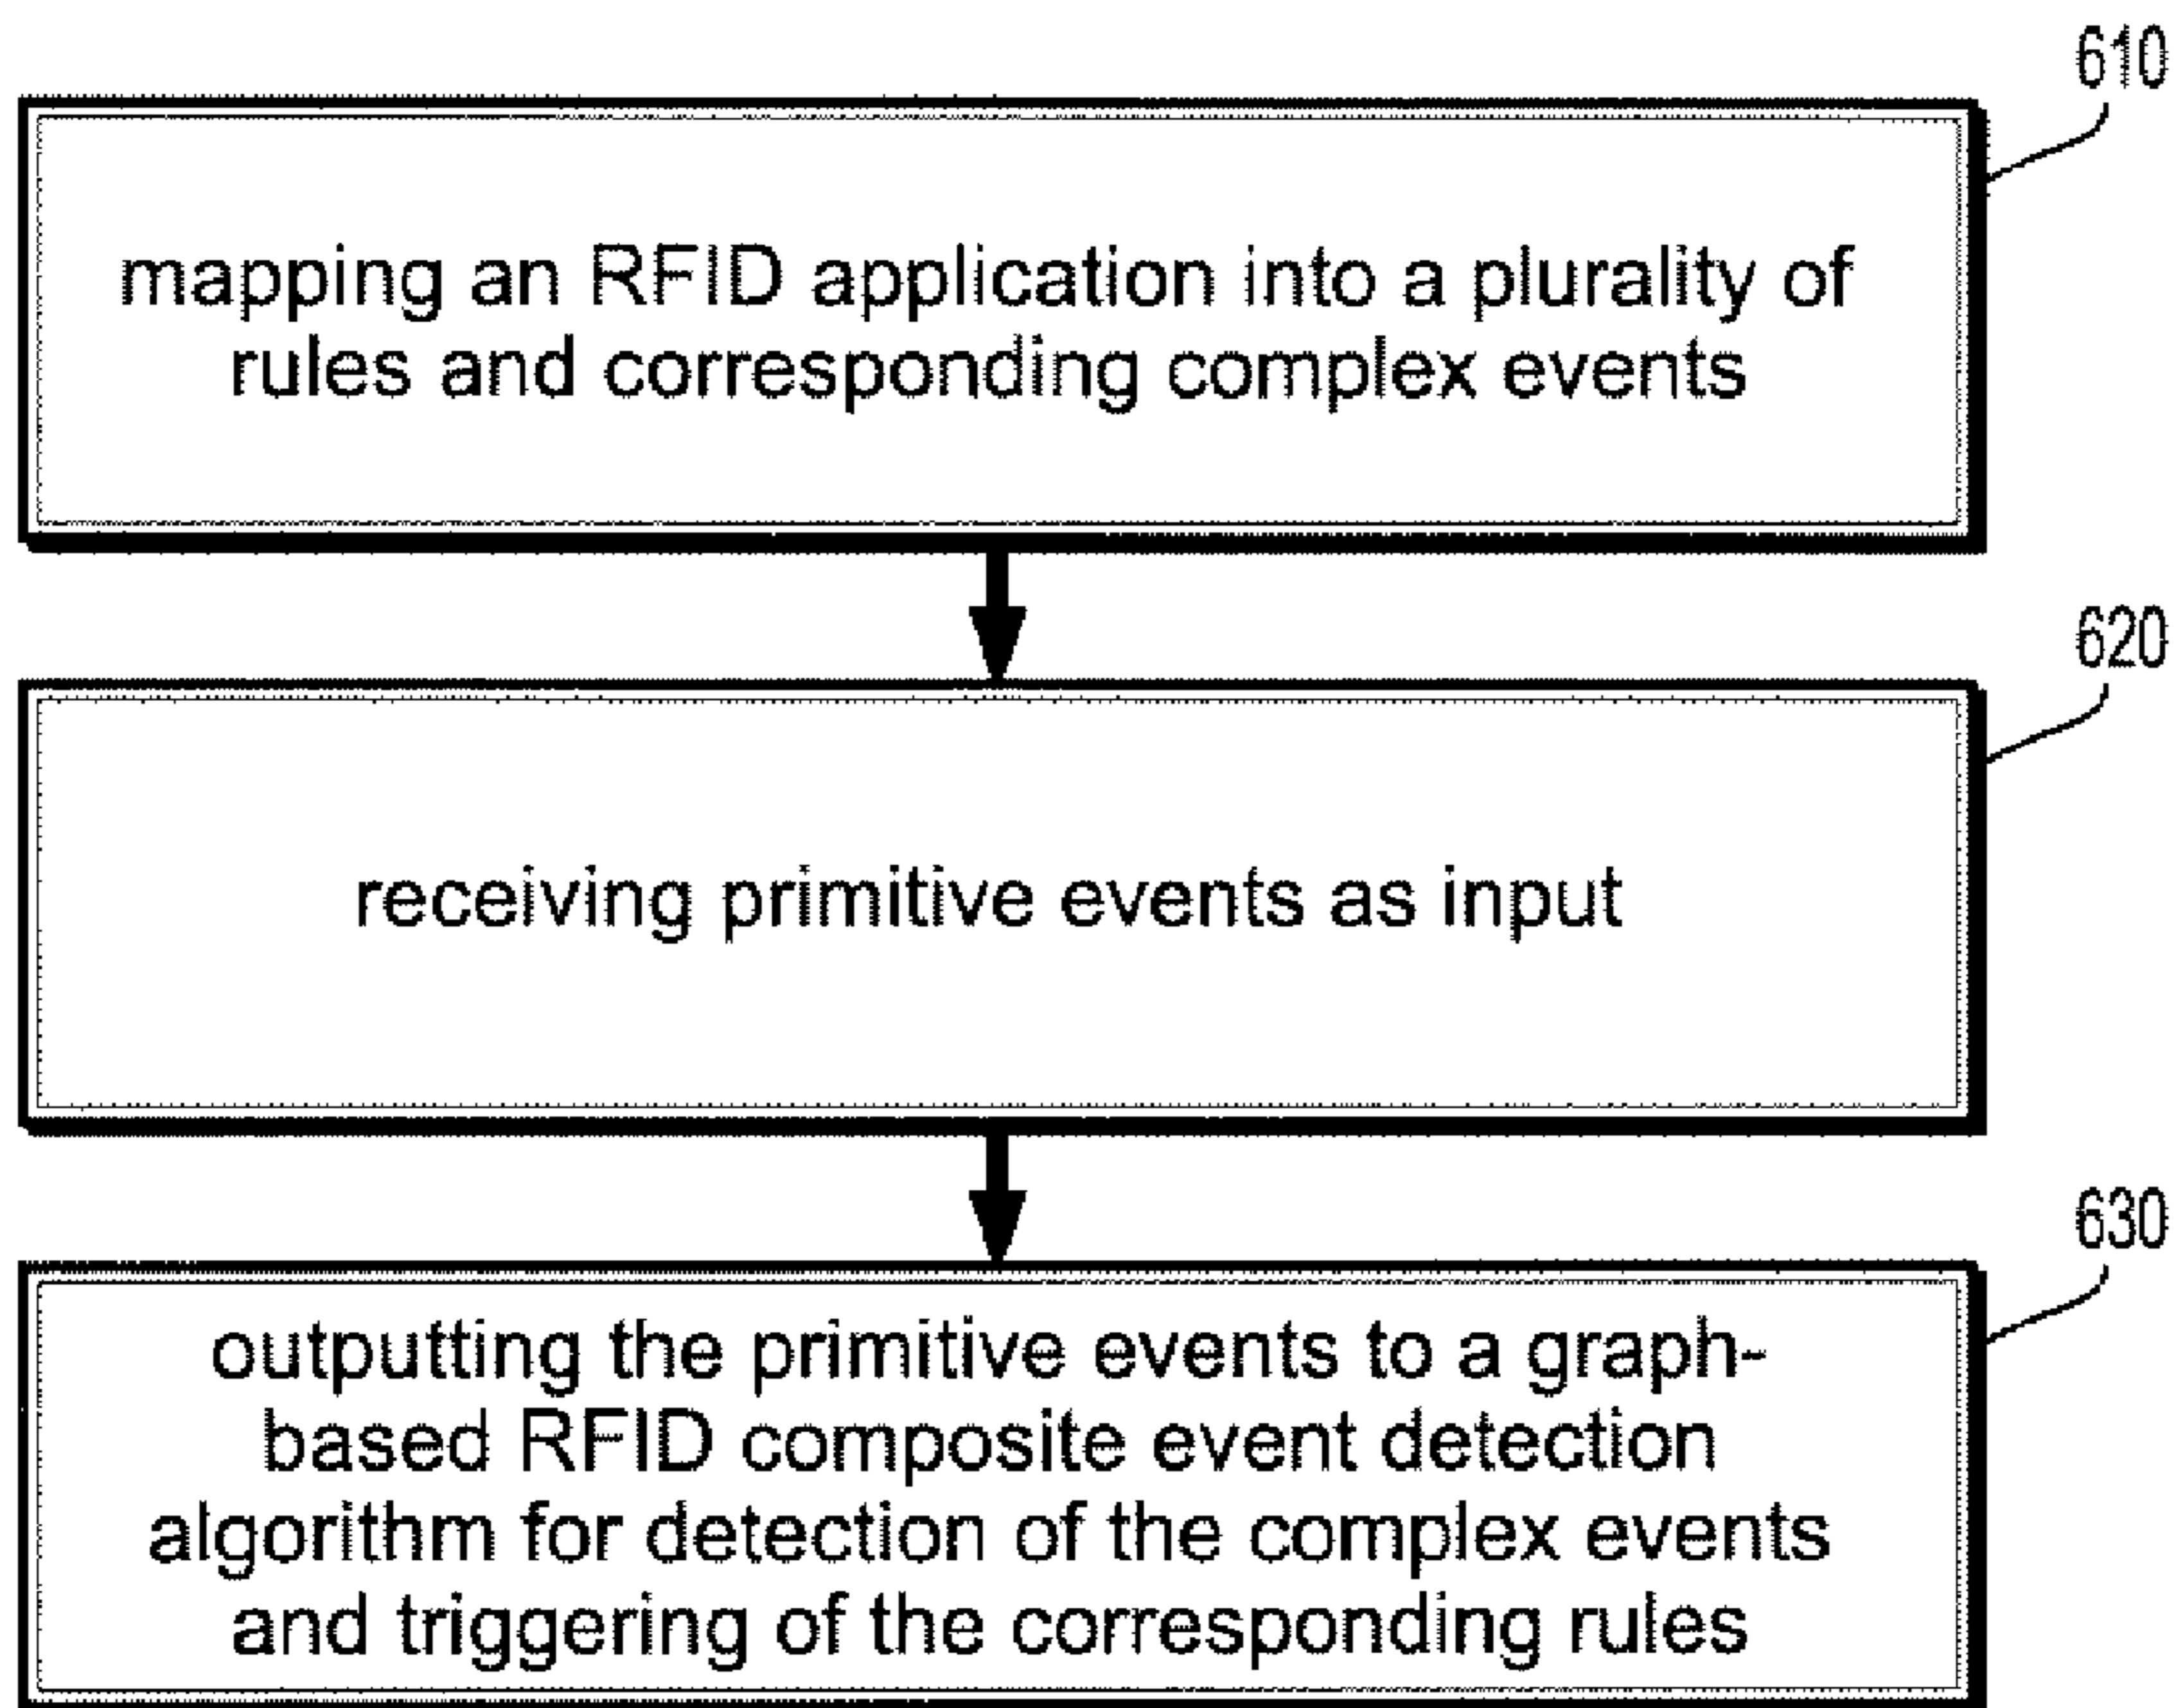 610
mapping an RFID application into a plurality of
rules and corresponding complex events
620
receiving primitive events as input
630
outputting the primitive events to a graph-
based RFID composite event detection
algorithm for detection of the complex events
and triggering of the corresponding rules